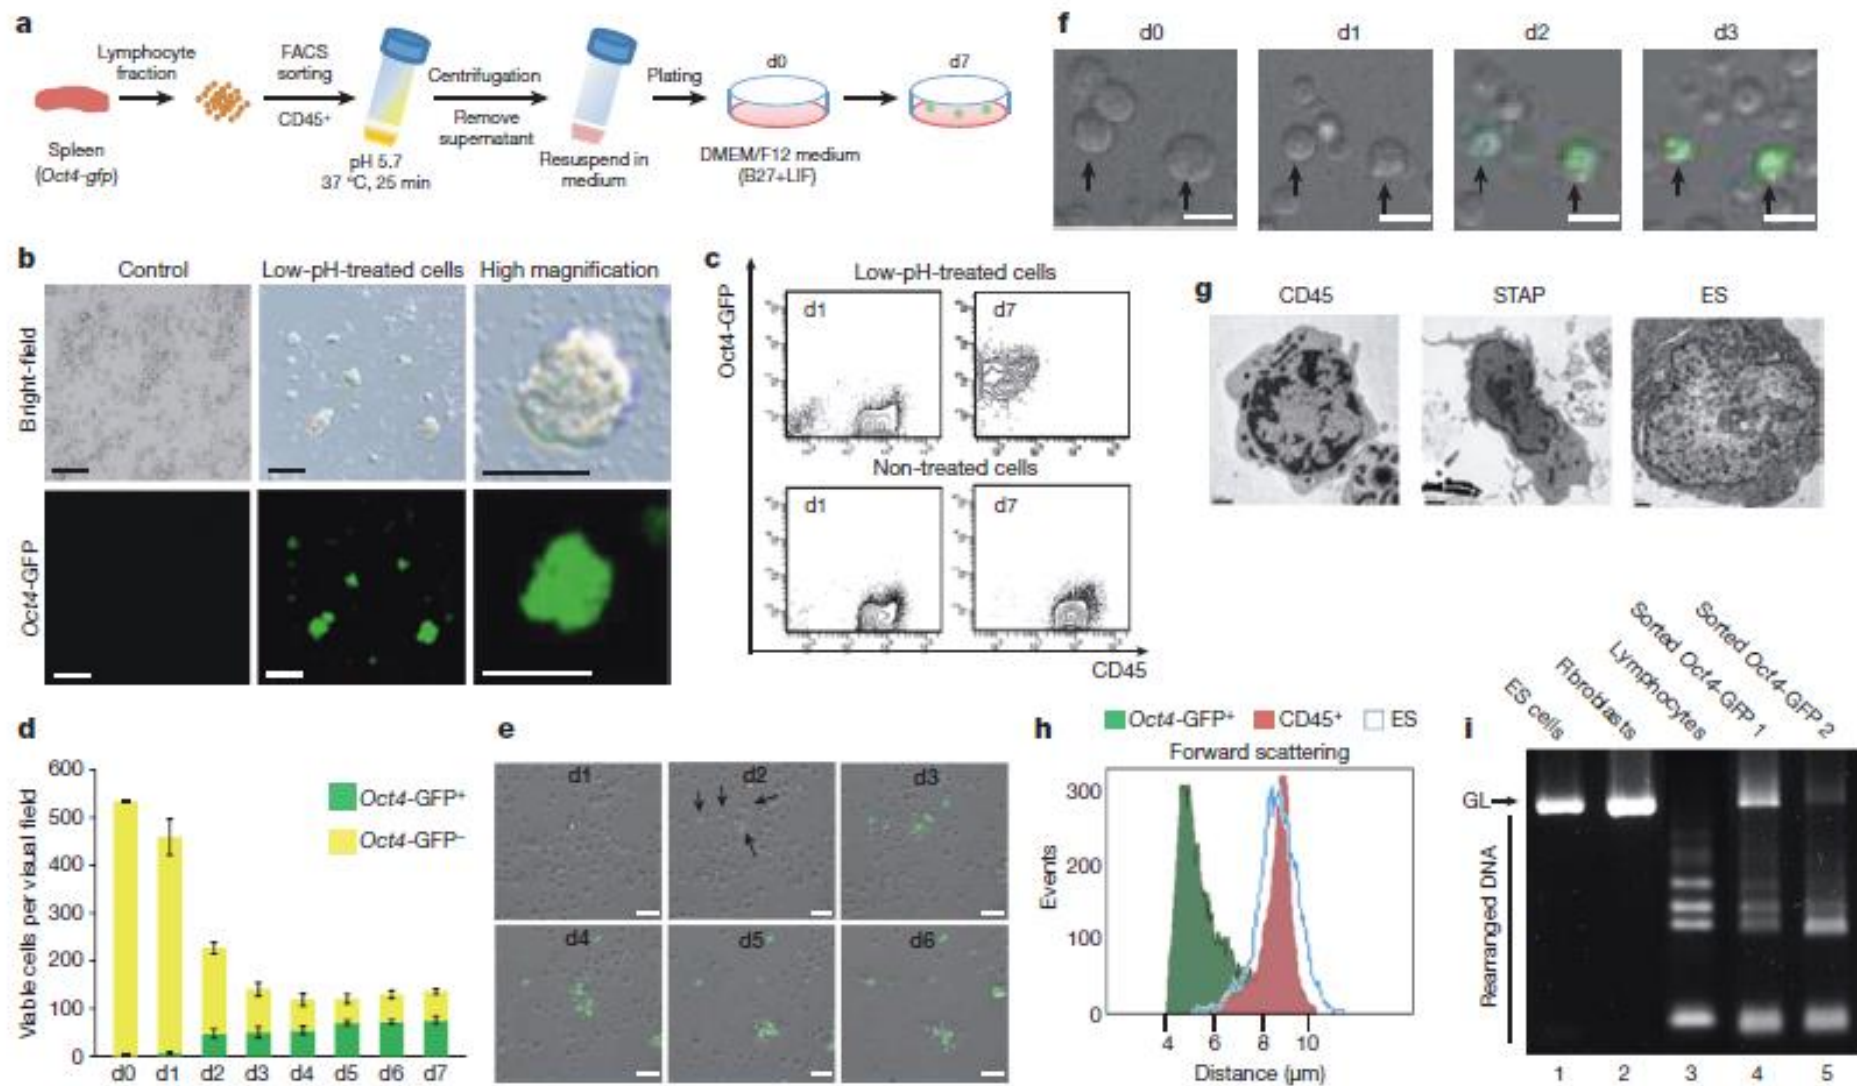 a
Lymphocyte
fraction
FACS
sorting
CD45+
Spleen
(Oct4-gfp)
pH 5.7
37 °C, 25 min
Centrifugation
Remove
supernatant
Resuspend in
medium
Plating
d0
d7
DMEM/F12 medium
(B27+LIF)
f
d0 d1 d2 d3
b
Control Low-pH-treated cells High magnification
Bright-field
Oct4-GFP
c
Oct4-GFP
Low-pH-treated cells
d1 d7
Non-treated cells
d1 d7
CD45
g
CD45 STAP ES
d
Viable cells per visual field
600
500
400
300
200
100
0
Oct4-GFP+
Oct4-GFP–
d0 d1 d2 d3 d4 d5 d6 d7
e
d1 d2 d3
d4 d5 d6
h
Oct4-GFP+ CD45+ ES
Forward scattering
Events
300
200
100
0
4 6 8 10
Distance (µm)
i
ES cells
Fibroblasts
Lymphocytes
Sorted Oct4-GFP 1
Sorted Oct4-GFP 2
GL
Rearranged DNA
1 2 3 4 5